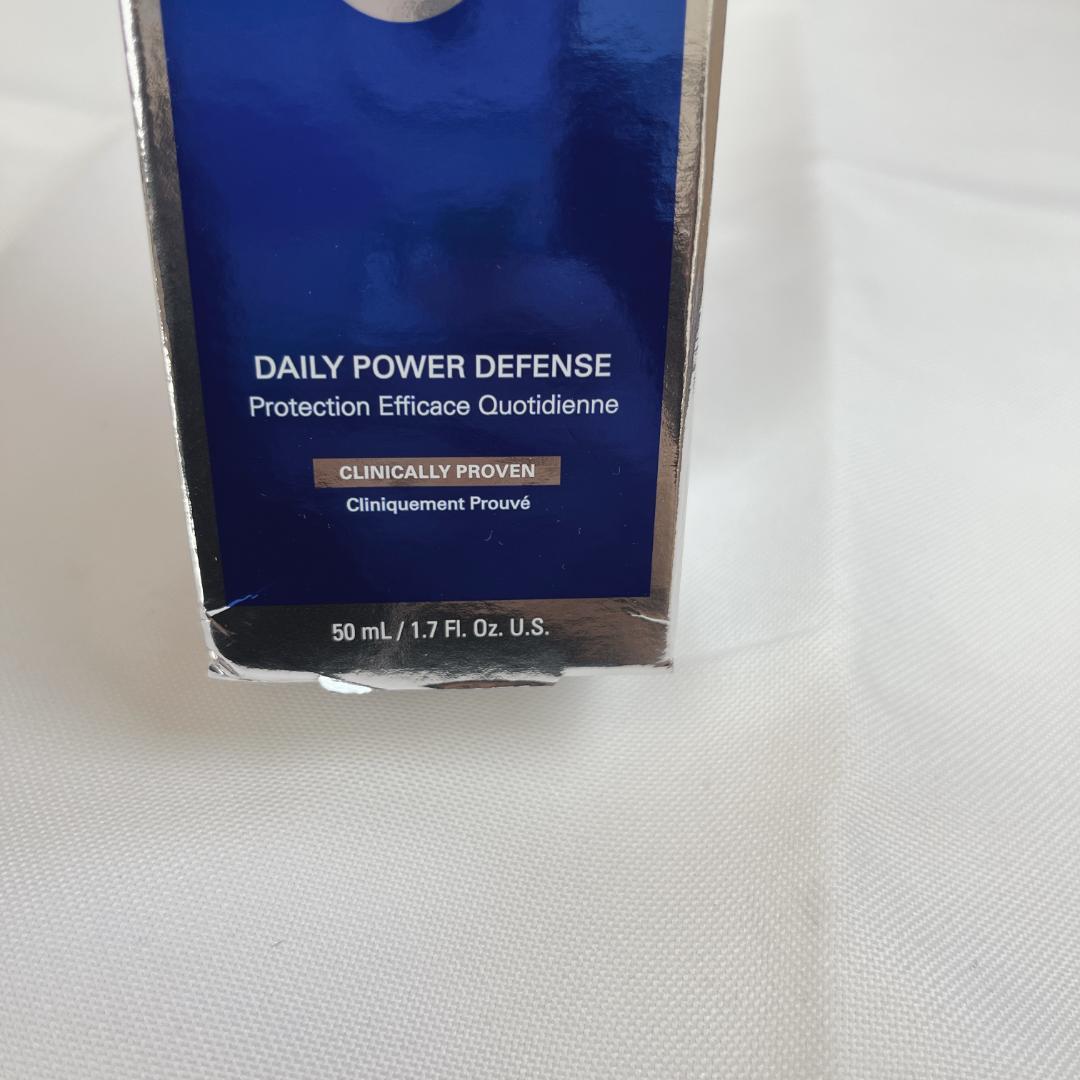 DAILY POWER DEFENSE
Protection Efficace Quotidienne
CLINICALLY PROVEN
Cliniquement Prouvé
50 mL / 1.7 Fl. Oz. U.S.